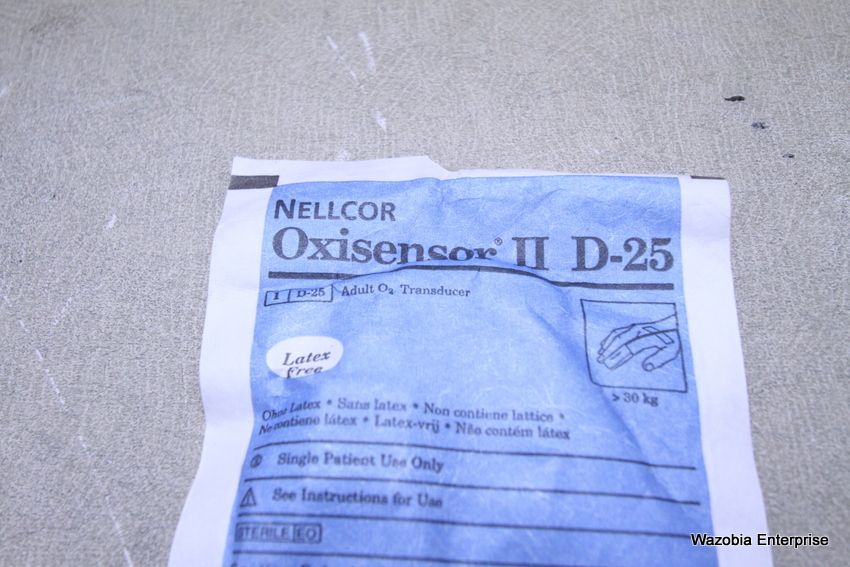 NELLCOR
Oxisensor® II D-25
1 D-25 Adult O₂ Transducer
Latex
free
> 30 kg
Ohne Latex * Sans latex * Non contiene lattice *
No contiene látex * Latex-vrij * Não contém látex
Single Patient Use Only
See Instructions for Use
STERILE EO
Wazobia Enterprise